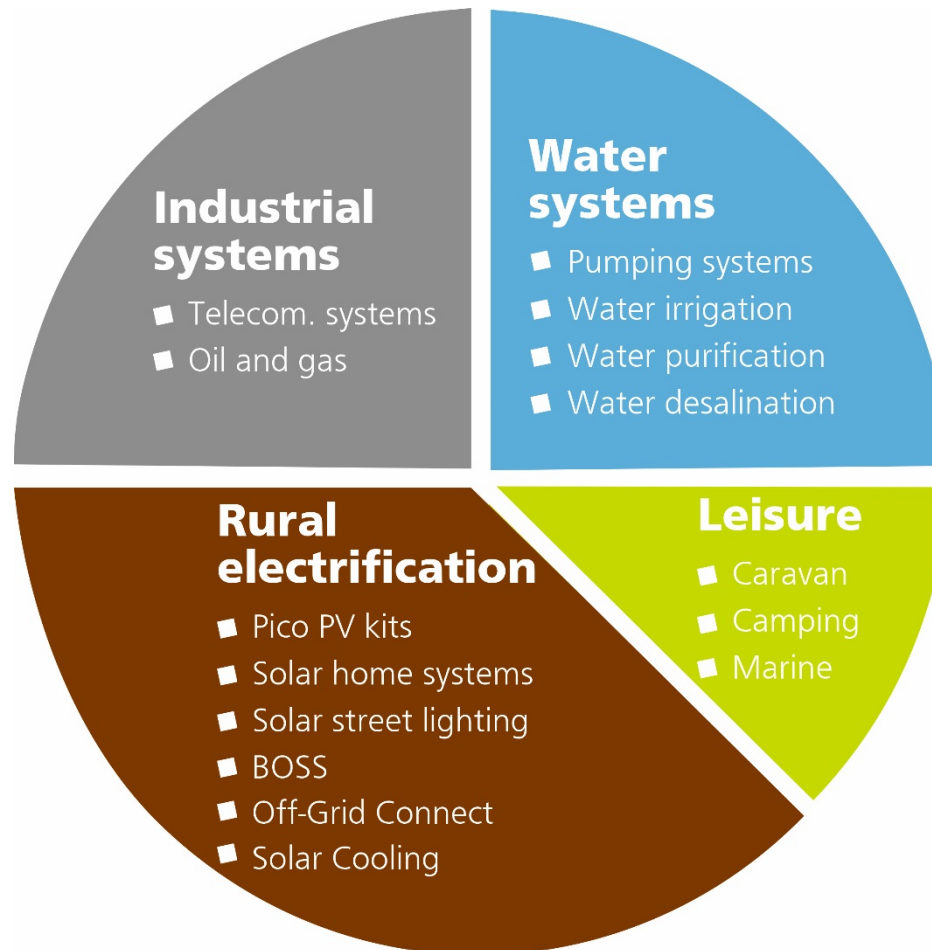 Industrial
systems
Telecom. systems
Oil and gas
Water
systems
Pumping systems
Water irrigation
Water purification
Water desalination
Rural
electrification
Pico PV kits
Solar home systems
Solar street lighting
BOSS
Off-Grid Connect
Solar Cooling
Leisure
Caravan
Camping
Marine